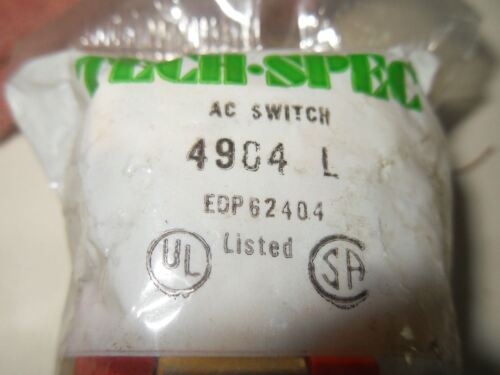 TECH-SPEC
AC SWITCH
4904 L
EDP62404
UL Listed SA